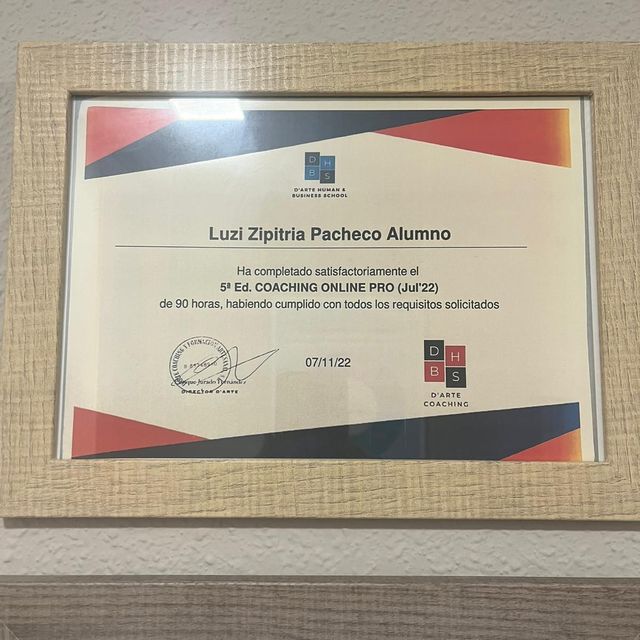 D H
B S
D'ARTE HUMAN &
BUSINESS SCHOOL
Luzi Zipitria Pacheco Alumno
Ha completado satisfactoriamente el
5ª Ed. COACHING ONLINE PRO (Jul'22)
de 90 horas, habiendo cumplido con todos los requisitos solicitados
07/11/22
DIRECTOR D'ARTE
D H
B S
D'ARTE
COACHING